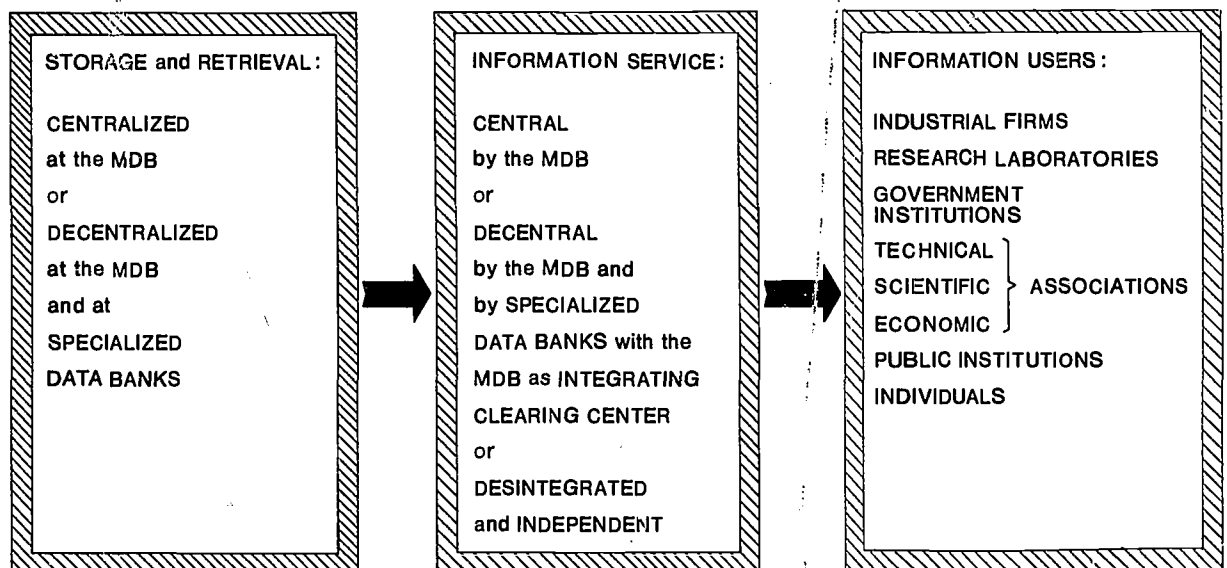 STORAGE and RETRIEVAL:
CENTRALIZED
at the MDB
or
DECENTRALIZED
at the MDB
and at
SPECIALIZED
DATA BANKS
INFORMATION SERVICE:
CENTRAL
by the MDB
or
DECENTRAL
by the MDB and
by SPECIALIZED
DATA BANKS with the
MDB as INTEGRATING
CLEARING CENTER
or
DESINTEGRATED
and INDEPENDENT
INFORMATION USERS:
INDUSTRIAL FIRMS
RESEARCH LABORATORIES
GOVERNMENT
INSTITUTIONS
TECHNICAL
SCIENTIFIC
ECONOMIC
ASSOCIATIONS
PUBLIC INSTITUTIONS
INDIVIDUALS